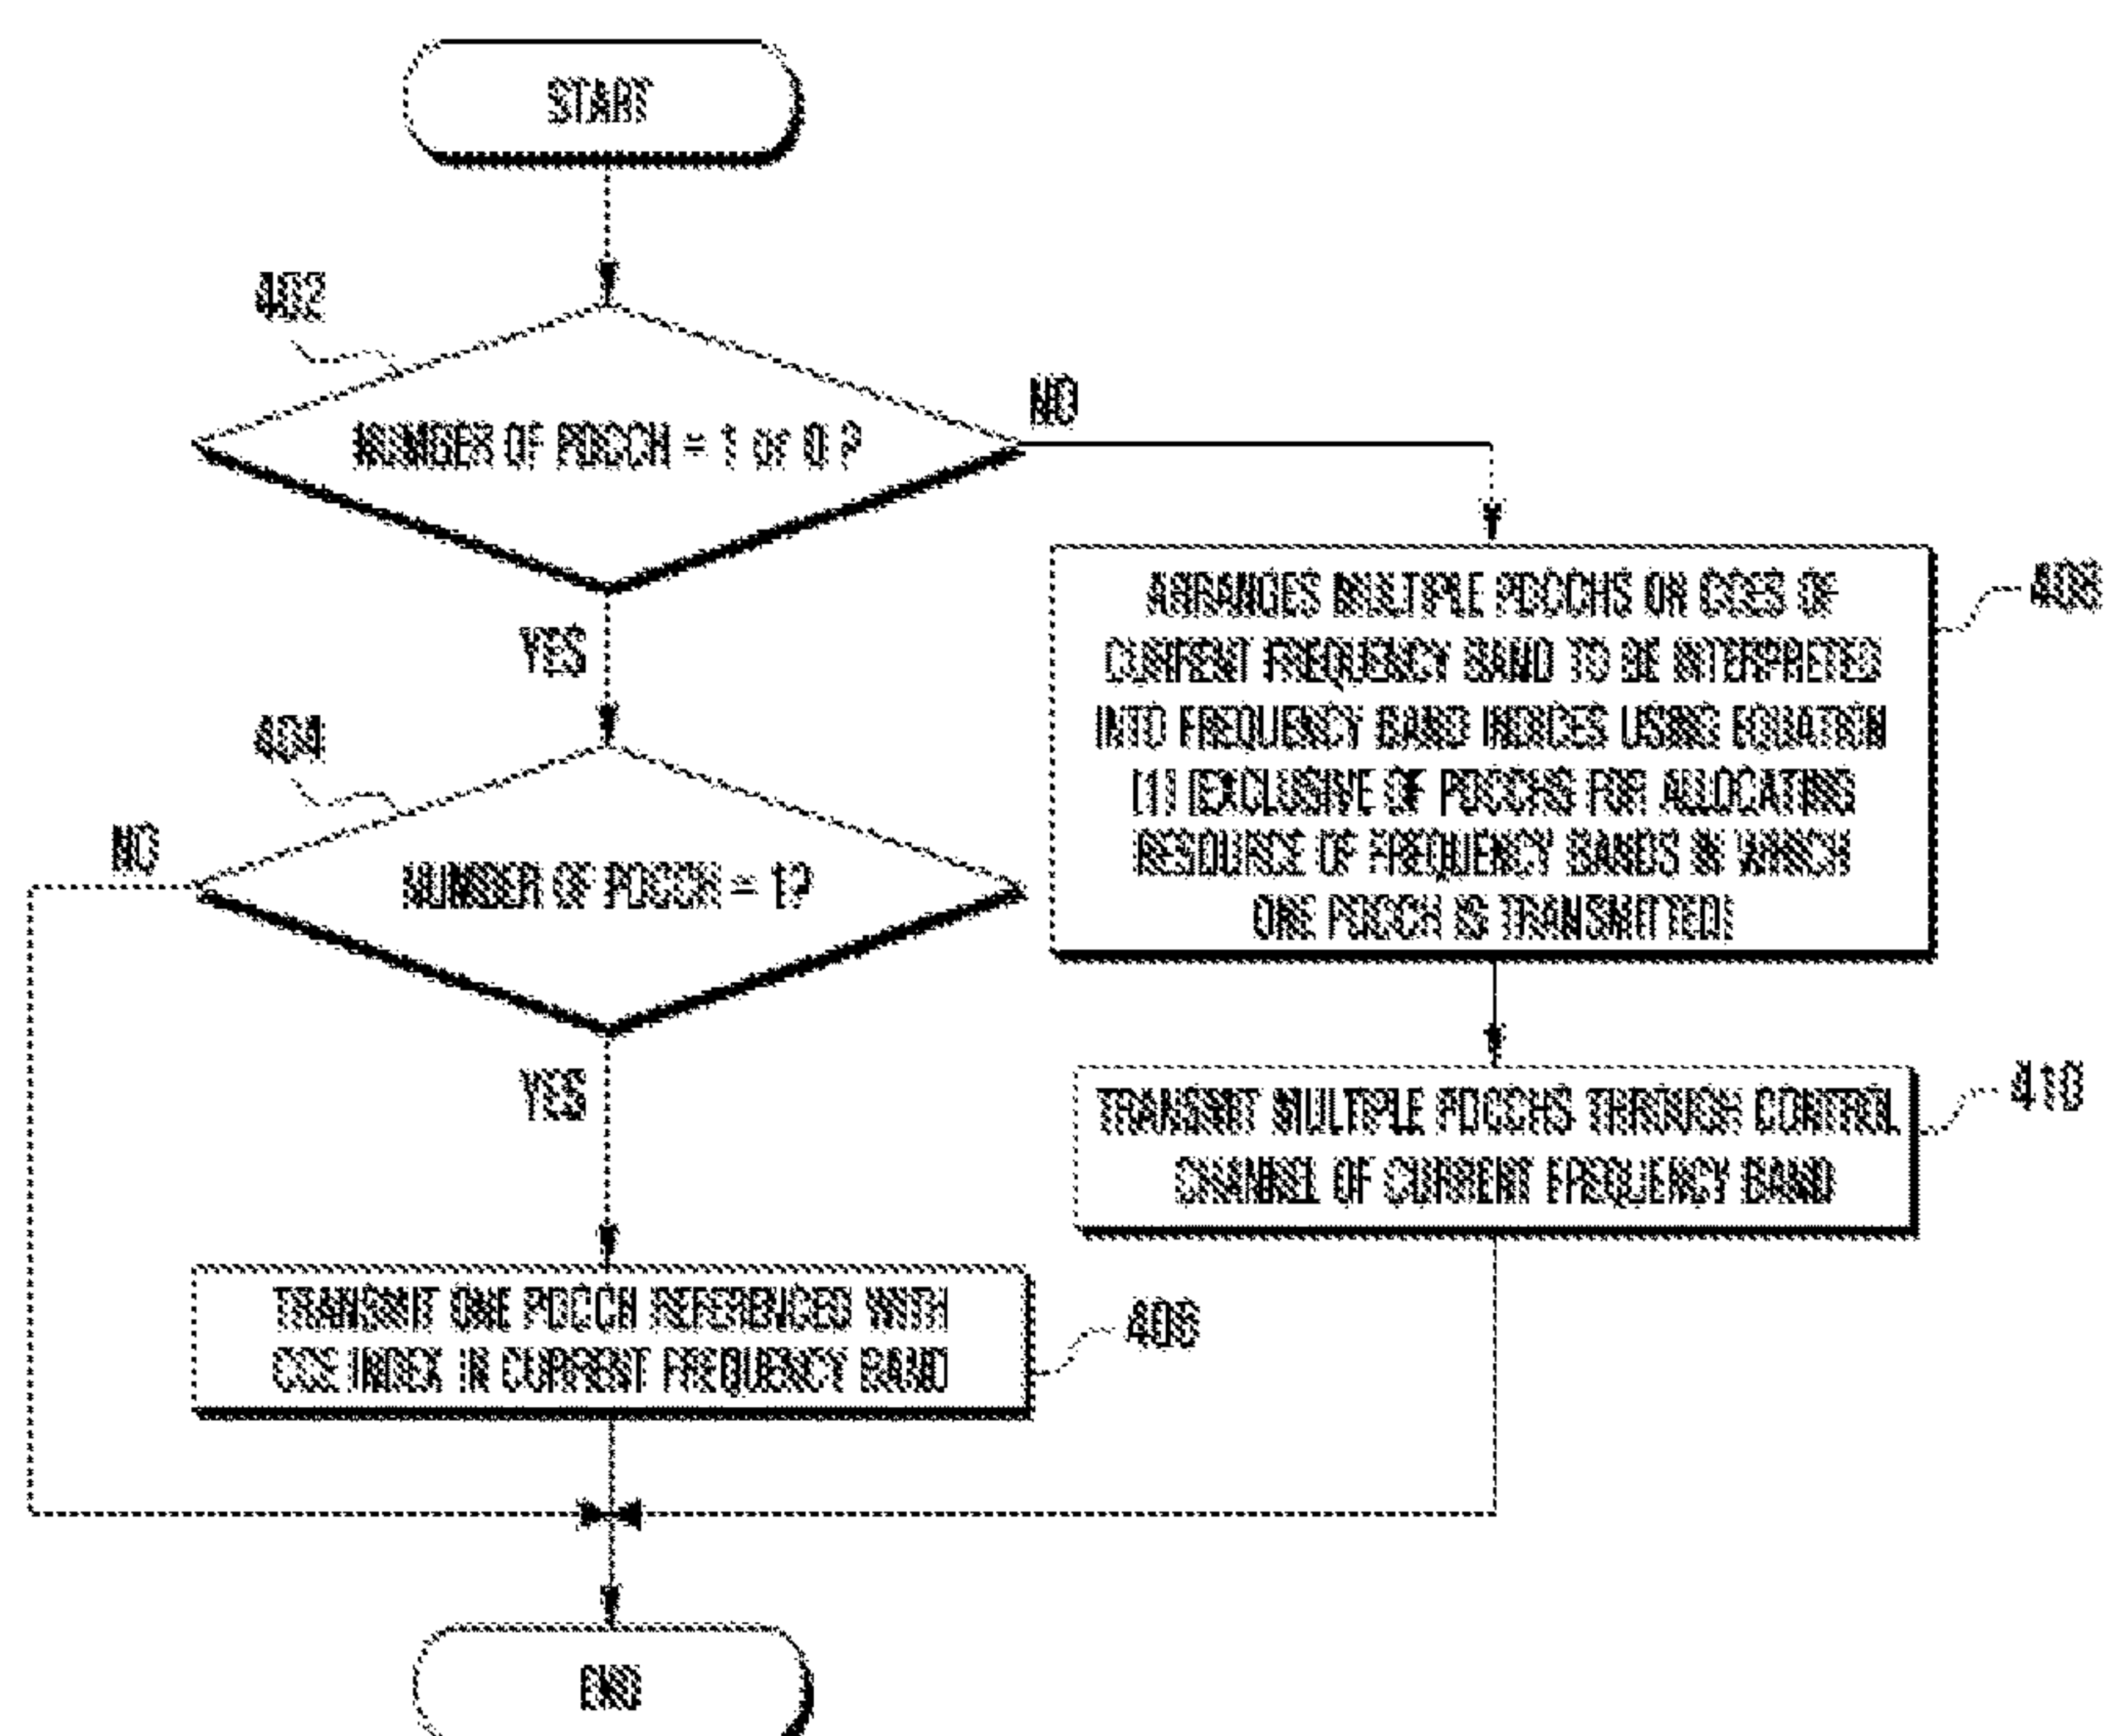 START
402
NUMBER OF PDCCH = 1 or 0 ?
NO
YES
408
ARRANGES MULTIPLE PDCCHS ON CCES OF
CURRENT FREQUENCY BAND TO BE INTERPRETED
INTO FREQUENCY BAND INDICES USING EQUATION
(1) (EXCLUSIVE OF PDCCHS FOR ALLOCATING
RESOURCE OF FREQUENCY BANDS IN WHICH
ONE PDCCH IS TRANSMITTED)
404
NO
NUMBER OF PDCCH = 1?
YES
TRANSMIT MULTIPLE PDCCHS THROUGH CONTROL
CHANNEL OF CURRENT FREQUENCY BAND
410
TRANSMIT ONE PDCCH REFERENCED WITH
CCE INDEX IN CURRENT FREQUENCY BAND
406
END